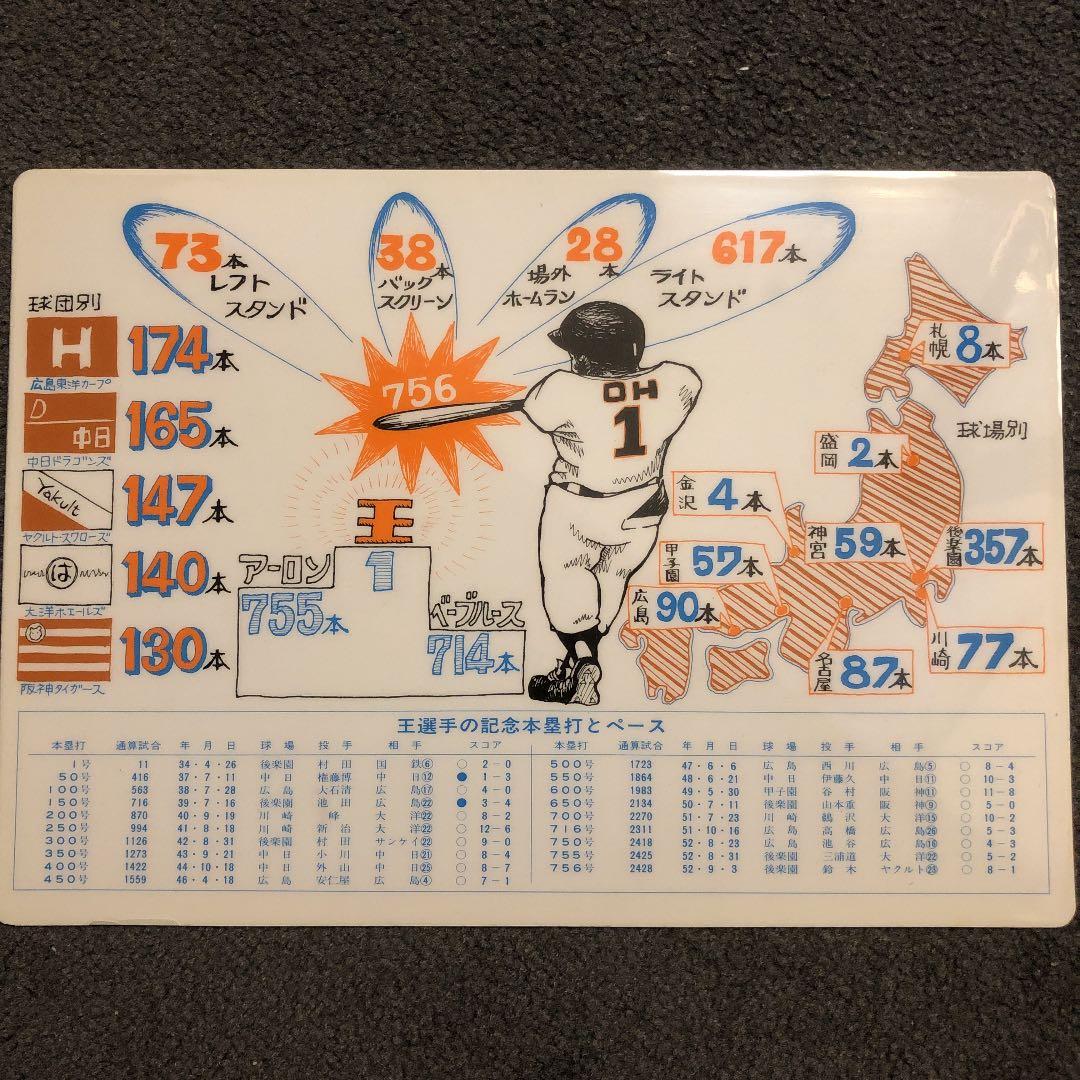 73本
レフト
スタンド
38本
バック
スクリーン
28本
場外
ホームラン
617本
ライト
スタンド
球団別
H
174本
広島東洋カープ
D
中日
165本
中日ドラゴンズ
Yakult
147本
ヤクルト・スワローズ
は
140本
大洋ホエールズ
130本
阪神タイガース
756
OH
1
王
1
アーロン
755本
ベーブルース
714本
球場別
札幌 8本
盛岡 2本
金沢 4本
神宮 59本
後楽園 357本
甲子園 57本
広島 90本
川崎 77本
名古屋 87本
王選手の記念本塁打とペース
本塁打 通算試合 年 月 日 球場 投手 相手 スコア
1号 11 34・4・26 後楽園 村田 国鉄⑥ ○ 2－0
50号 416 37・7・11 中日 権藤博 中日⑫ ● 1－3
100号 563 38・7・28 広島 大石清 広島⑰ ○ 4－0
150号 716 39・7・16 後楽園 池田 広島㉒ ● 3－4
200号 870 40・9・19 川崎 峰 大洋㉒ ○ 8－2
250号 994 41・8・18 川崎 新治 大洋㉒ ○ 12－6
300号 1126 42・8・31 後楽園 村田 サンケイ㉒ ○ 9－0
350号 1273 43・9・21 中日 小川 中日㉑ ○ 8－4
400号 1422 44・10・18 中日 外山 中日㉕ ○ 8－7
450号 1559 46・4・18 広島 安仁屋 広島④ ○ 7－1
本塁打 通算試合 年 月 日 球場 投手 相手 スコア
500号 1723 47・6・6 広島 西川 広島⑤ ○ 8－4
550号 1864 48・6・21 中日 伊藤久 中日⑪ ○ 10－3
600号 1983 49・5・30 甲子園 谷村 阪神⑪ ○ 11－8
650号 2134 50・7・11 後楽園 山本重 阪神⑨ ○ 5－0
700号 2270 51・7・23 川崎 鵜沢 大洋⑮ ○ 10－2
716号 2311 51・10・16 広島 高橋 広島㉖ ○ 5－3
750号 2418 52・8・23 広島 池谷 広島⑯ ○ 4－3
755号 2425 52・8・31 後楽園 三浦道 大洋㉒ ○ 5－2
756号 2428 52・9・3 後楽園 鈴木 ヤクルト㉓ ○ 8－1